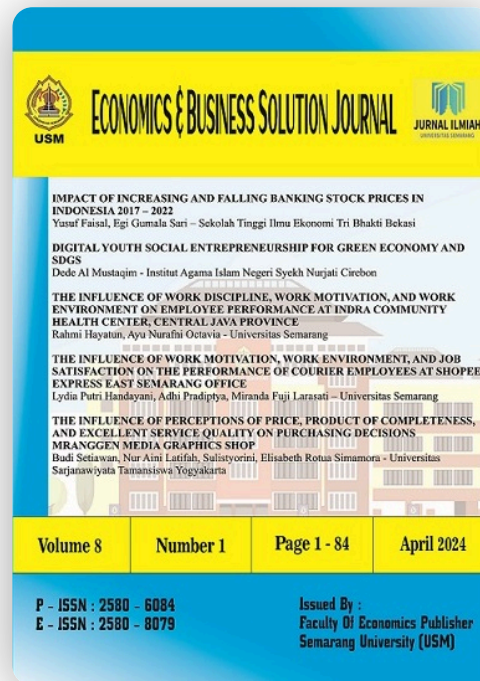 USM
ECONOMICS & BUSINESS SOLUTION JOURNAL
JURNAL ILMIAH
UNIVERSITAS SEMARANG
IMPACT OF INCREASING AND FALLING BANKING STOCK PRICES IN
INDONESIA 2017 – 2022
Yusuf Faisal, Egi Gumala Sari – Sekolah Tinggi Ilmu Ekonomi Tri Bhakti Bekasi
DIGITAL YOUTH SOCIAL ENTREPRENEURSHIP FOR GREEN ECONOMY AND
SDGS
Dede Al Mustaqim - Institut Agama Islam Negeri Syekh Nurjati Cirebon
THE INFLUENCE OF WORK DISCIPLINE, WORK MOTIVATION, AND WORK
ENVIRONMENT ON EMPLOYEE PERFORMANCE AT INDRA COMMUNITY
HEALTH CENTER, CENTRAL JAVA PROVINCE
Rahmi Hayatun, Ayu Nurafni Octavia - Universitas Semarang
THE INFLUENCE OF WORK MOTIVATION, WORK ENVIRONMENT, AND JOB
SATISFACTION ON THE PERFORMANCE OF COURIER EMPLOYEES AT SHOPEE
EXPRESS EAST SEMARANG OFFICE
Lydia Putri Handayani, Adhi Pradiptya, Miranda Fuji Larasati – Universitas Semarang
THE INFLUENCE OF PERCEPTIONS OF PRICE, PRODUCT OF COMPLETENESS,
AND EXCELLENT SERVICE QUALITY ON PURCHASING DECISIONS
MRANGGEN MEDIA GRAPHICS SHOP
Budi Setiawan, Nur Aini Latifah, Sulistyorini, Elisabeth Rotua Simamora - Universitas
Sarjanawiyata Tamansiswa Yogyakarta
Volume 8
Number 1
Page 1 - 84
April 2024
P - ISSN : 2580 - 6084
E - ISSN : 2580 - 8079
Issued By :
Faculty Of Economics Publisher
Semarang University (USM)